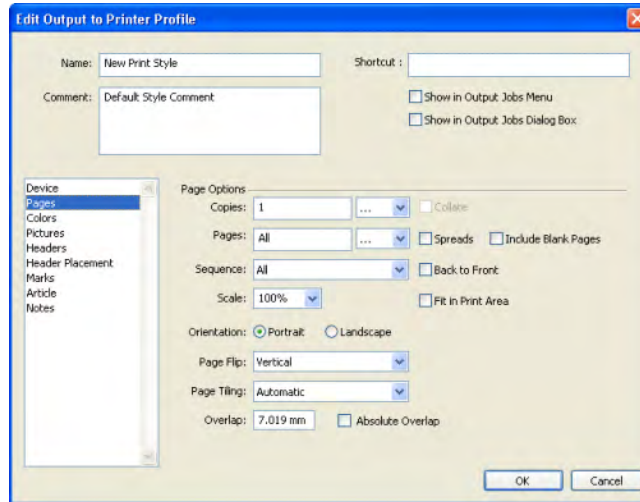 Edit Output to Printer Profile
Name: New Print Style
Shortcut :
Comment: Default Style Comment
Show in Output Jobs Menu
Show in Output Jobs Dialog Box
Device
Pages
Colors
Pictures
Headers
Header Placement
Marks
Article
Notes
Page Options
Copies: 1 ... Collate
Pages: All ... Spreads Include Blank Pages
Sequence: All Back to Front
Scale: 100% Fit in Print Area
Orientation: Portrait Landscape
Page Flip: Vertical
Page Tiling: Automatic
Overlap: 7.019 mm Absolute Overlap
OK Cancel